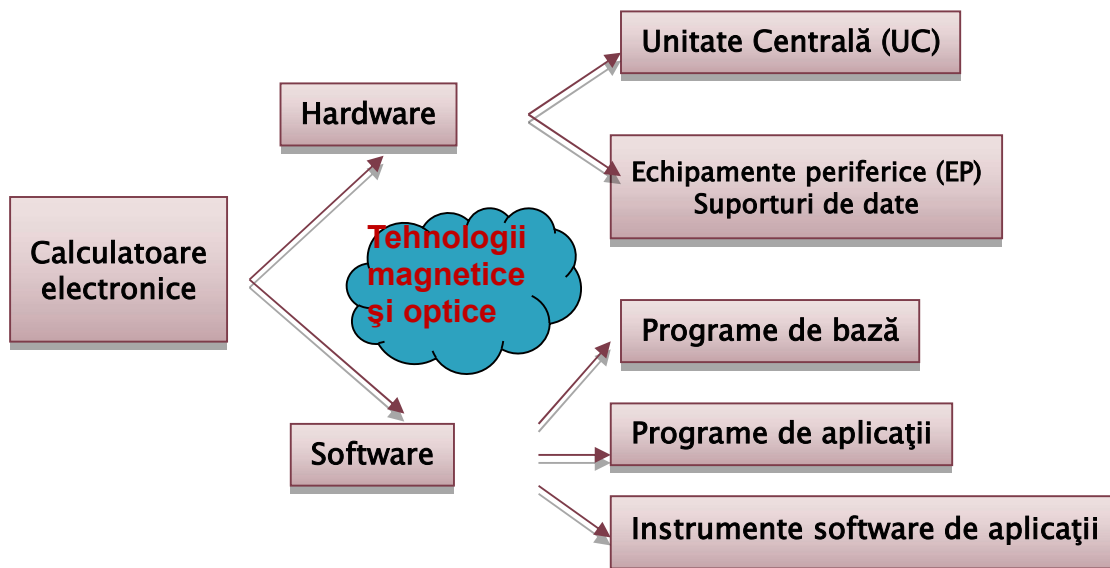 Unitate Centrală (UC)
Hardware
Echipamente periferice (EP)
Suporturi de date
Calculatoare
electronice
Tehnologii
magnetice
şi optice
Programe de bază
Programe de aplicaţii
Software
Instrumente software de aplicaţii